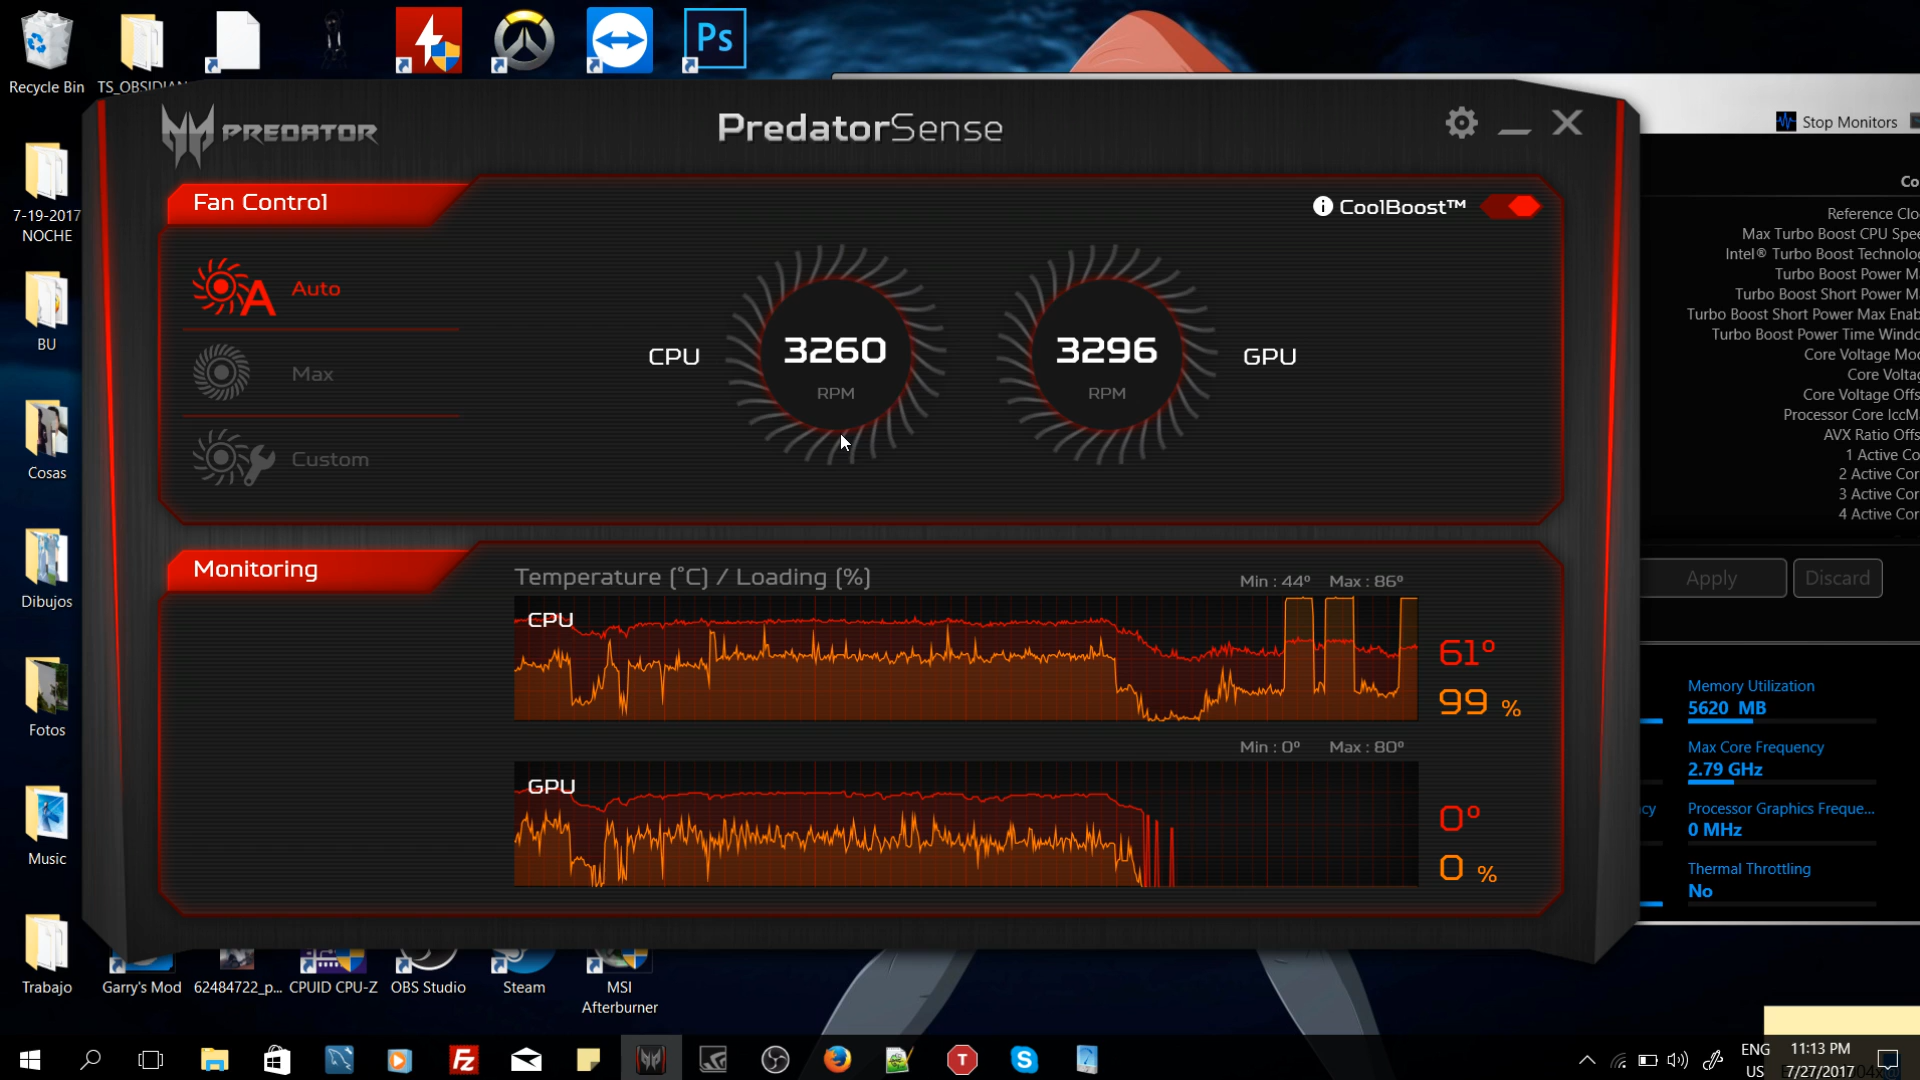 Recycle Bin
TS_OBSIDIAN
Ps
PREDATOR
PredatorSense
Stop Monitors
Fan Control
CoolBoost™
Auto
Max
Custom
CPU
3260
RPM
3296
RPM
GPU
Monitoring
Temperature (°C) / Loading (%)
Min : 44° Max : 86°
CPU
61°
99 %
Min : 0° Max : 80°
GPU
0°
0 %
7-19-2017
NOCHE
BU
Cosas
Dibujos
Fotos
Music
Trabajo
Garry's Mod
62484722_p...
CPUID CPU-Z
OBS Studio
Steam
MSI
Afterburner
Co
Reference Clo
Max Turbo Boost CPU Spee
Intel® Turbo Boost Technolog
Turbo Boost Power M
Turbo Boost Short Power M
Turbo Boost Short Power Max Enab
Turbo Boost Power Time Windo
Core Voltage Mo
Core Voltag
Core Voltage Offs
Processor Core IccM
AVX Ratio Offs
1 Active Co
2 Active Cor
3 Active Cor
4 Active Cor
Apply
Discard
Memory Utilization
5620 MB
Max Core Frequency
2.79 GHz
cy
Processor Graphics Freque...
0 MHz
Thermal Throttling
No
Fz
T
S
ENG
US
11:13 PM
7/27/2017